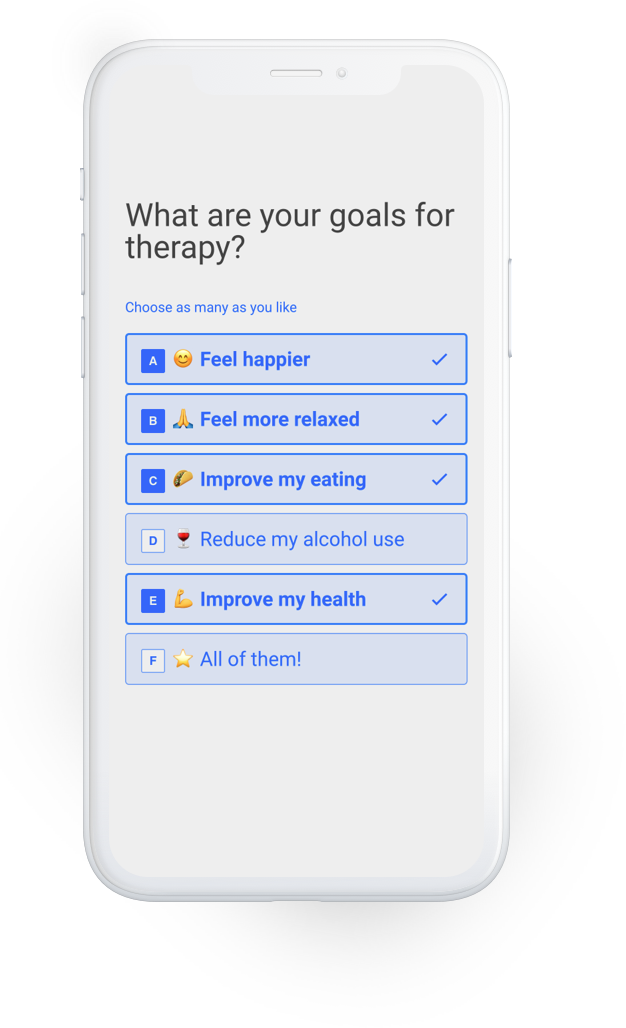 What are your goals for
therapy?
Choose as many as you like
A 😊 Feel happier
B 🙏 Feel more relaxed
C 🌮 Improve my eating
D 🍷 Reduce my alcohol use
E 💪 Improve my health
F ⭐ All of them!